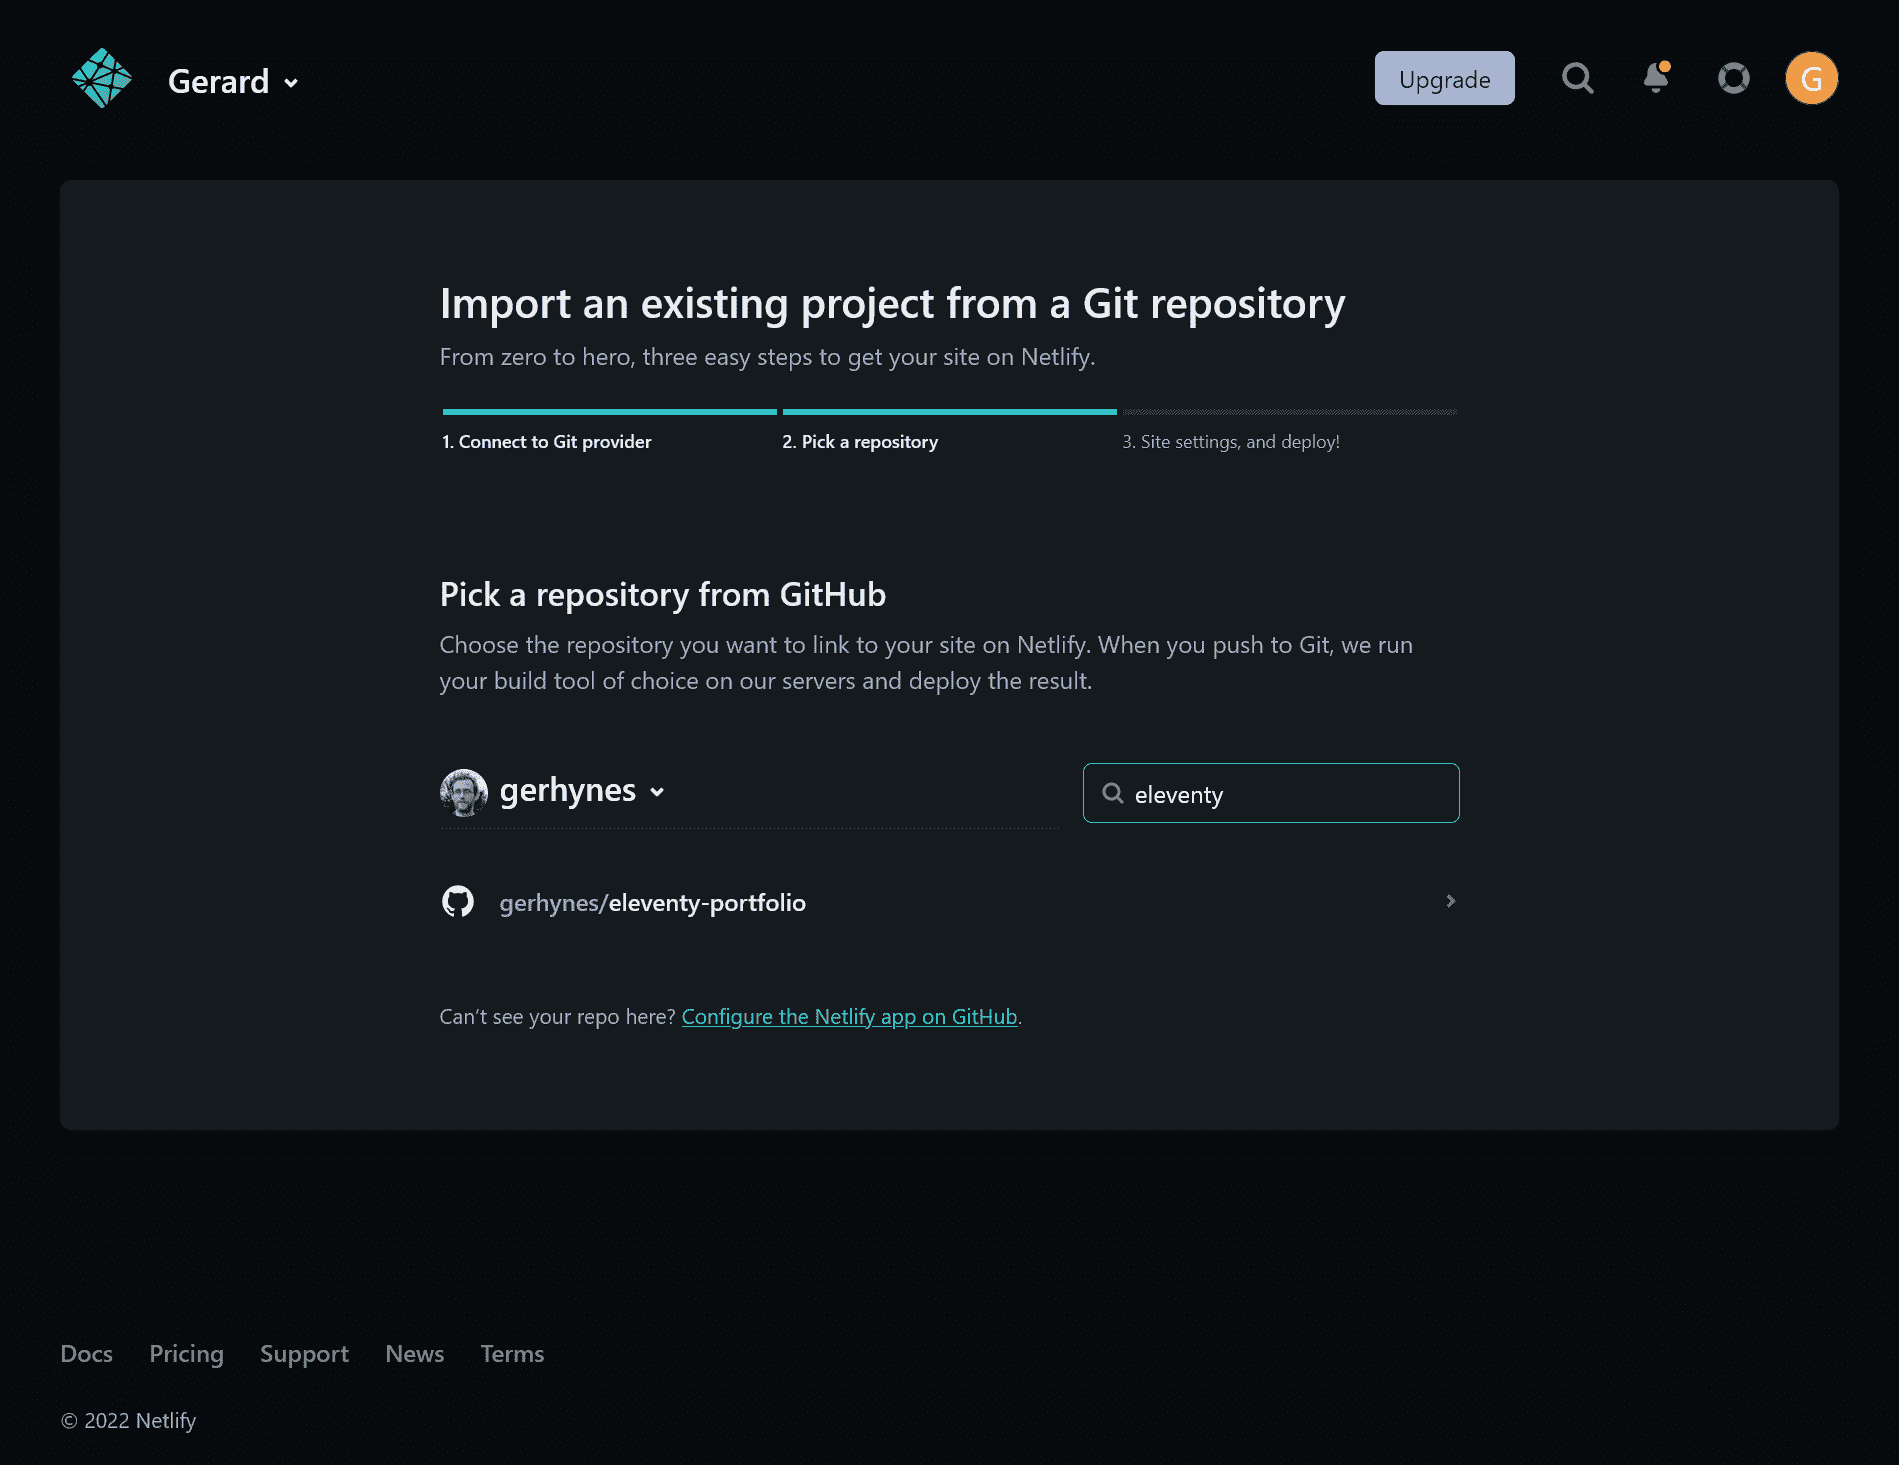 Gerard
Upgrade
G
Import an existing project from a Git repository
From zero to hero, three easy steps to get your site on Netlify.
1. Connect to Git provider
2. Pick a repository
3. Site settings, and deploy!
Pick a repository from GitHub
Choose the repository you want to link to your site on Netlify. When you push to Git, we run
your build tool of choice on our servers and deploy the result.
gerhynes
eleventy
gerhynes/eleventy-portfolio
Can’t see your repo here? Configure the Netlify app on GitHub.
Docs Pricing Support News Terms
© 2022 Netlify